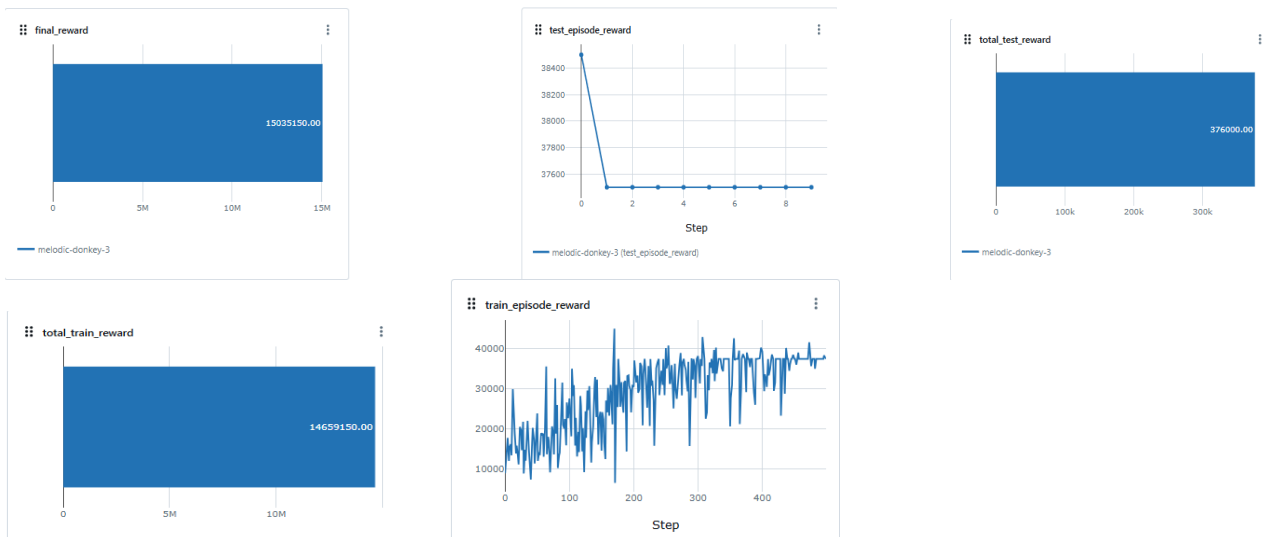 final_reward
15035150.00
0 5M 10M 15M
melodic-donkey-3
test_episode_reward
38400
38200
38000
37800
37600
0 2 4 6 8
Step
melodic-donkey-3 (test_episode_reward)
total_test_reward
376000.00
0 100k 200k 300k
melodic-donkey-3
total_train_reward
14659150.00
0 5M 10M
train_episode_reward
40000
30000
20000
10000
0 100 200 300 400
Step